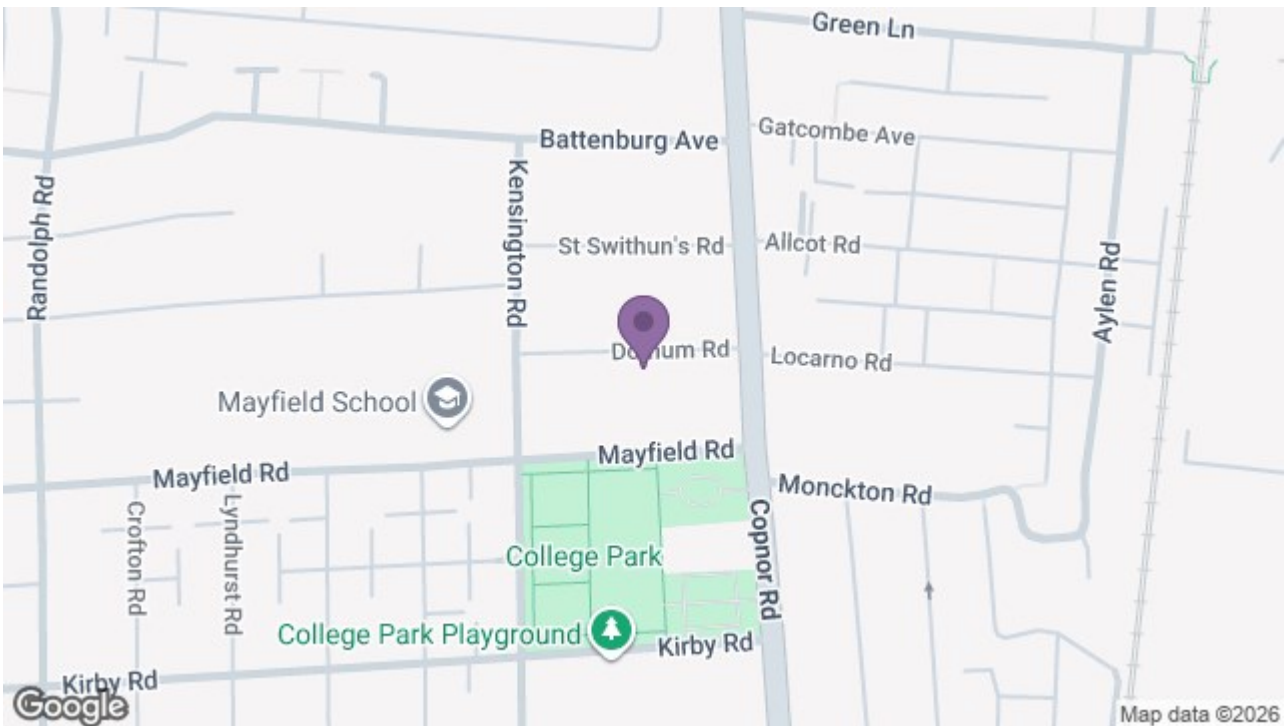 Green Ln
Gatcombe Ave
Battenburg Ave
Kensington Rd
Randolph Rd
St Swithun's Rd
Allcot Rd
Aylen Rd
Rd
Locarno Rd
Mayfield School
Mayfield Rd
Mayfield Rd
Monckton Rd
Crofton Rd
Lyndhurst Rd
Copnor Rd
College Park
College Park Playground
Kirby Rd
Kirby Rd
Google
Map data ©2026